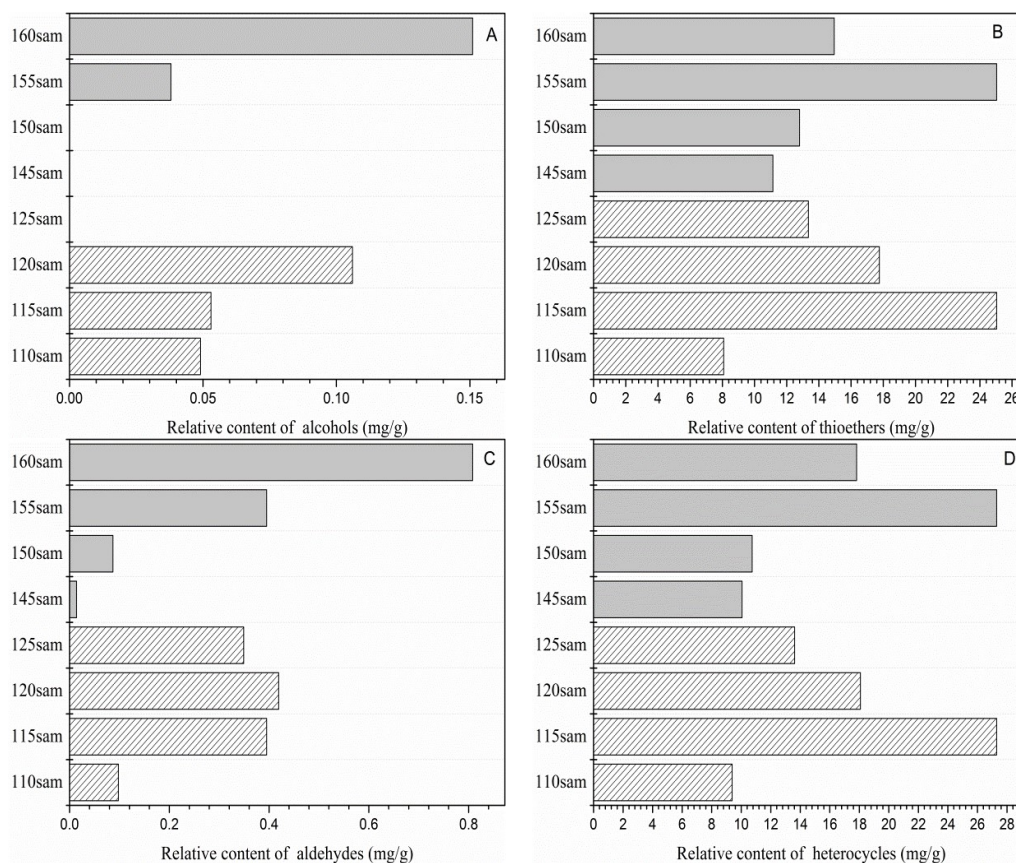 A
160sam
155sam
150sam
145sam
125sam
120sam
115sam
110sam
0.00 0.05 0.10 0.15
Relative content of alcohols (mg/g)
B
160sam
155sam
150sam
145sam
125sam
120sam
115sam
110sam
0 2 4 6 8 10 12 14 16 18 20 22 24 26
Relative content of thioethers (mg/g)
C
160sam
155sam
150sam
145sam
125sam
120sam
115sam
110sam
0.0 0.2 0.4 0.6 0.8
Relative content of aldehydes (mg/g)
D
160sam
155sam
150sam
145sam
125sam
120sam
115sam
110sam
0 2 4 6 8 10 12 14 16 18 20 22 24 26 28
Relative content of heterocycles (mg/g)